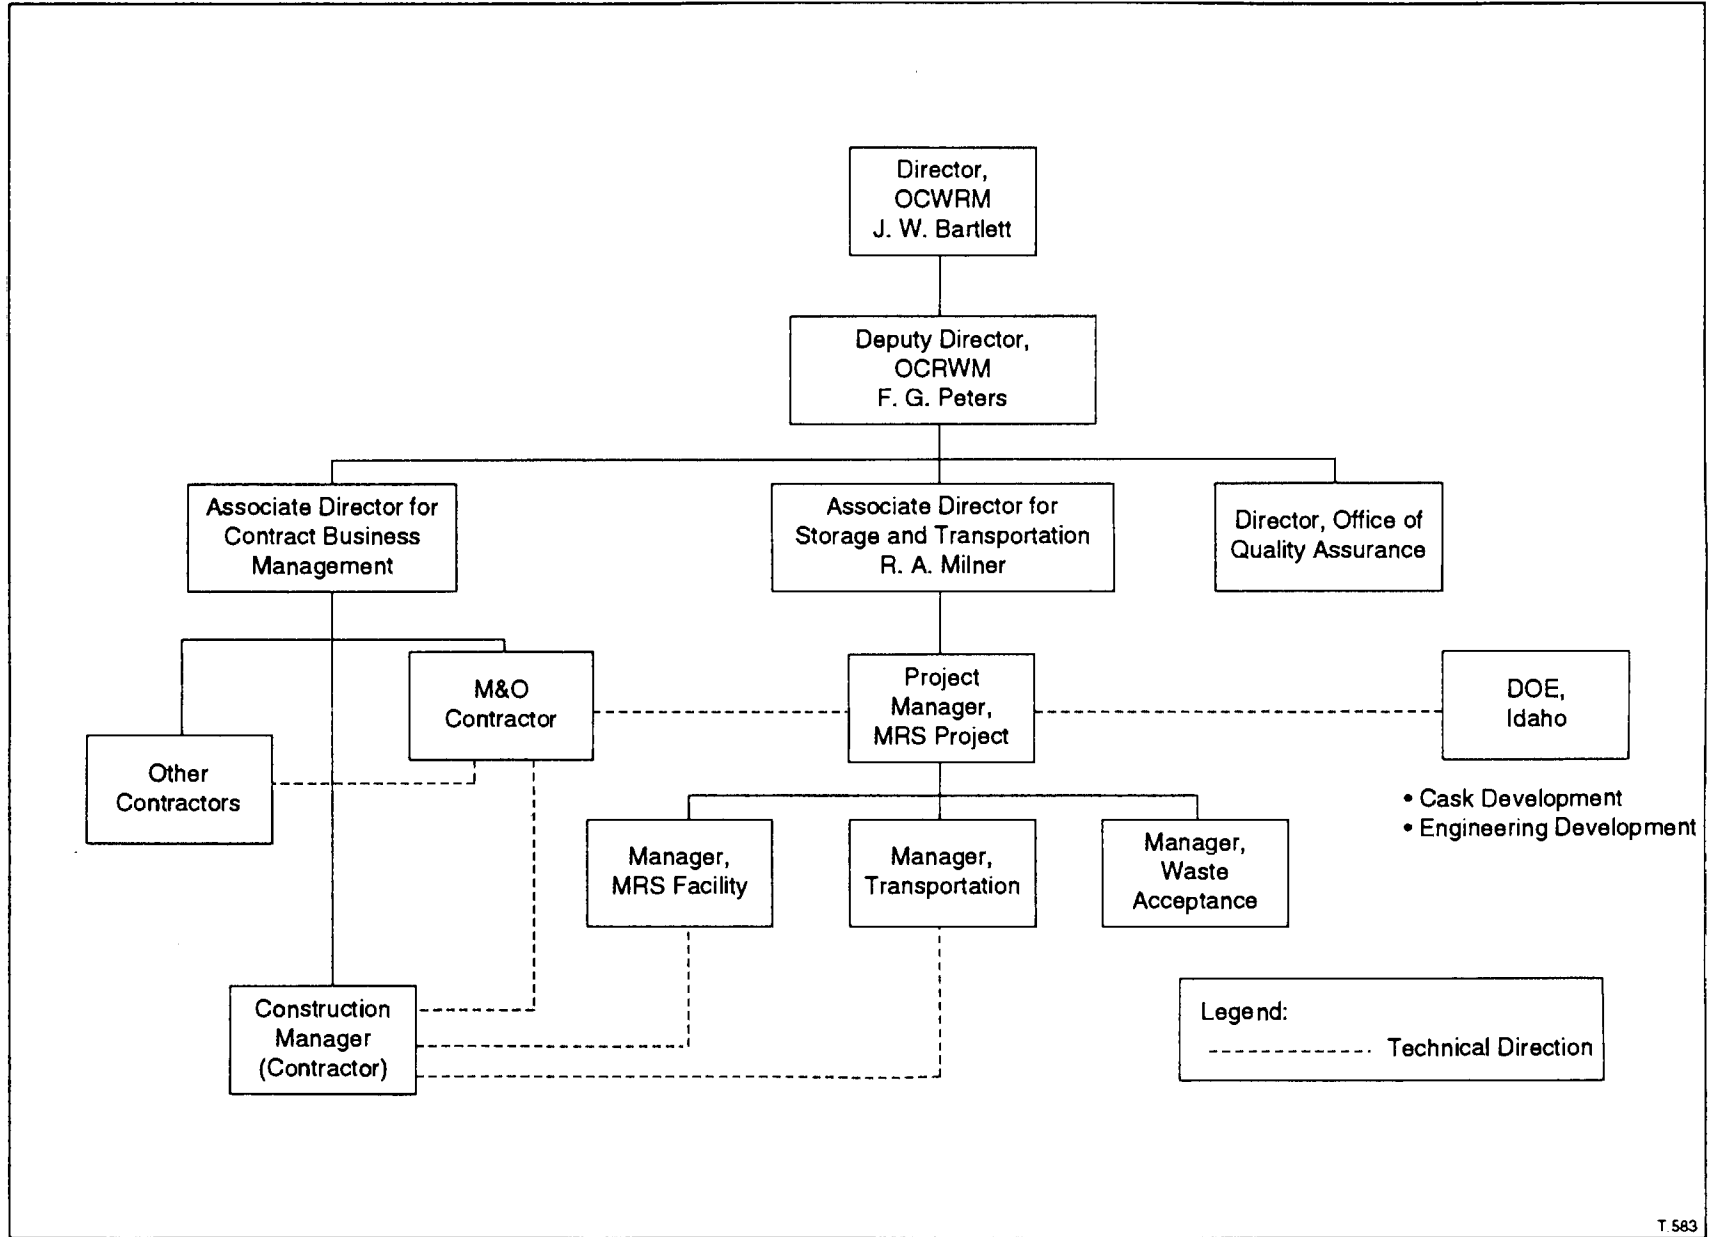 Director,
OCWRM
J. W. Bartlett
Deputy Director,
OCRWM
F. G. Peters
Associate Director for
Contract Business
Management
Associate Director for
Storage and Transportation
R. A. Milner
Director, Office of
Quality Assurance
M&O
Contractor
Project
Manager,
MRS Project
DOE,
Idaho
Other
Contractors
• Cask Development
• Engineering Development
Manager,
MRS Facility
Manager,
Transportation
Manager,
Waste
Acceptance
Construction
Manager
(Contractor)
Legend:
Technical Direction
T.583